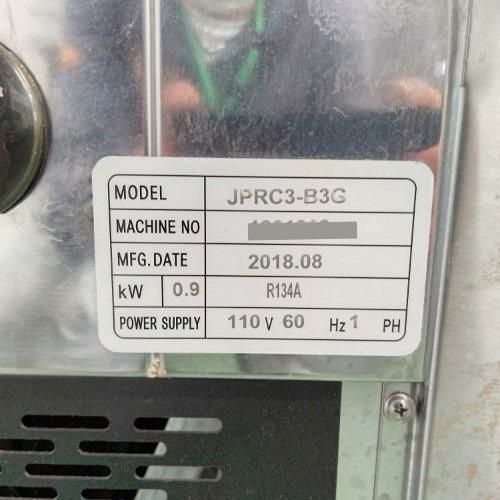 MODEL JPRC3-B3G
MACHINE NO
MFG.DATE 2018.08
kW 0.9 R134A
POWER SUPPLY 110 V 60 Hz 1 PH